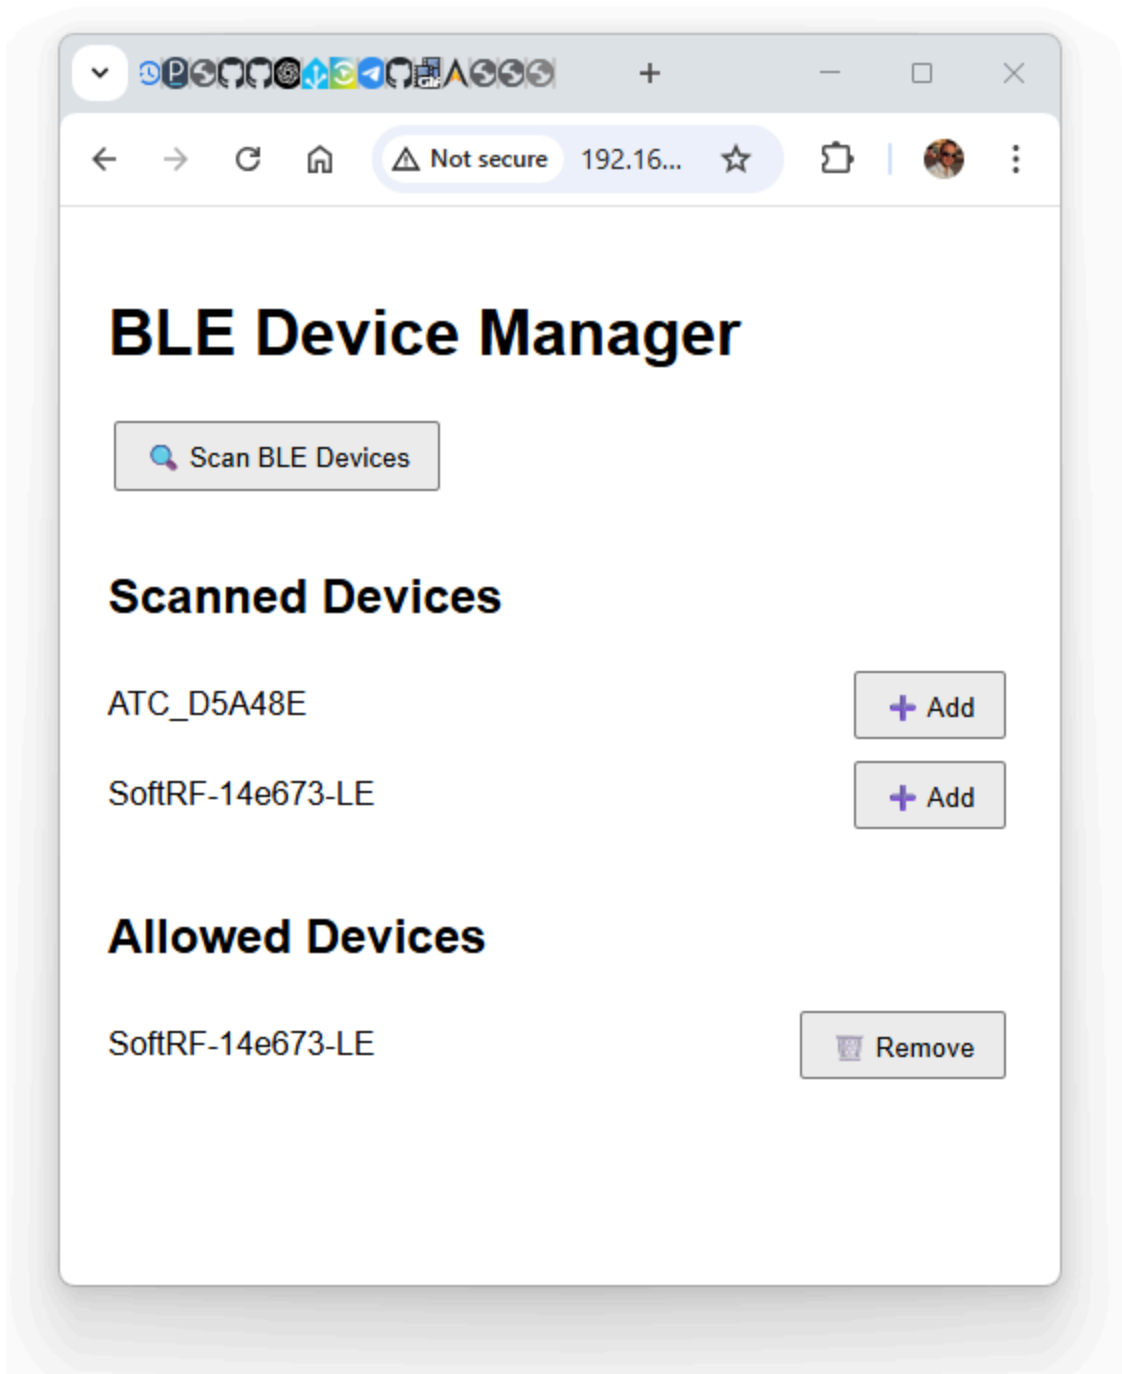 Not secure 192.16...
BLE Device Manager
Scan BLE Devices
Scanned Devices
ATC_D5A48E
Add
SoftRF-14e673-LE
Add
Allowed Devices
SoftRF-14e673-LE
Remove